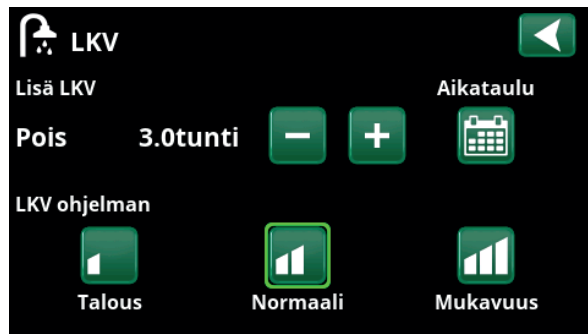 LKV
Lisä LKV
Aikataulu
Pois 3.0tunti
LKV ohjelman
Talous Normaali Mukavuus